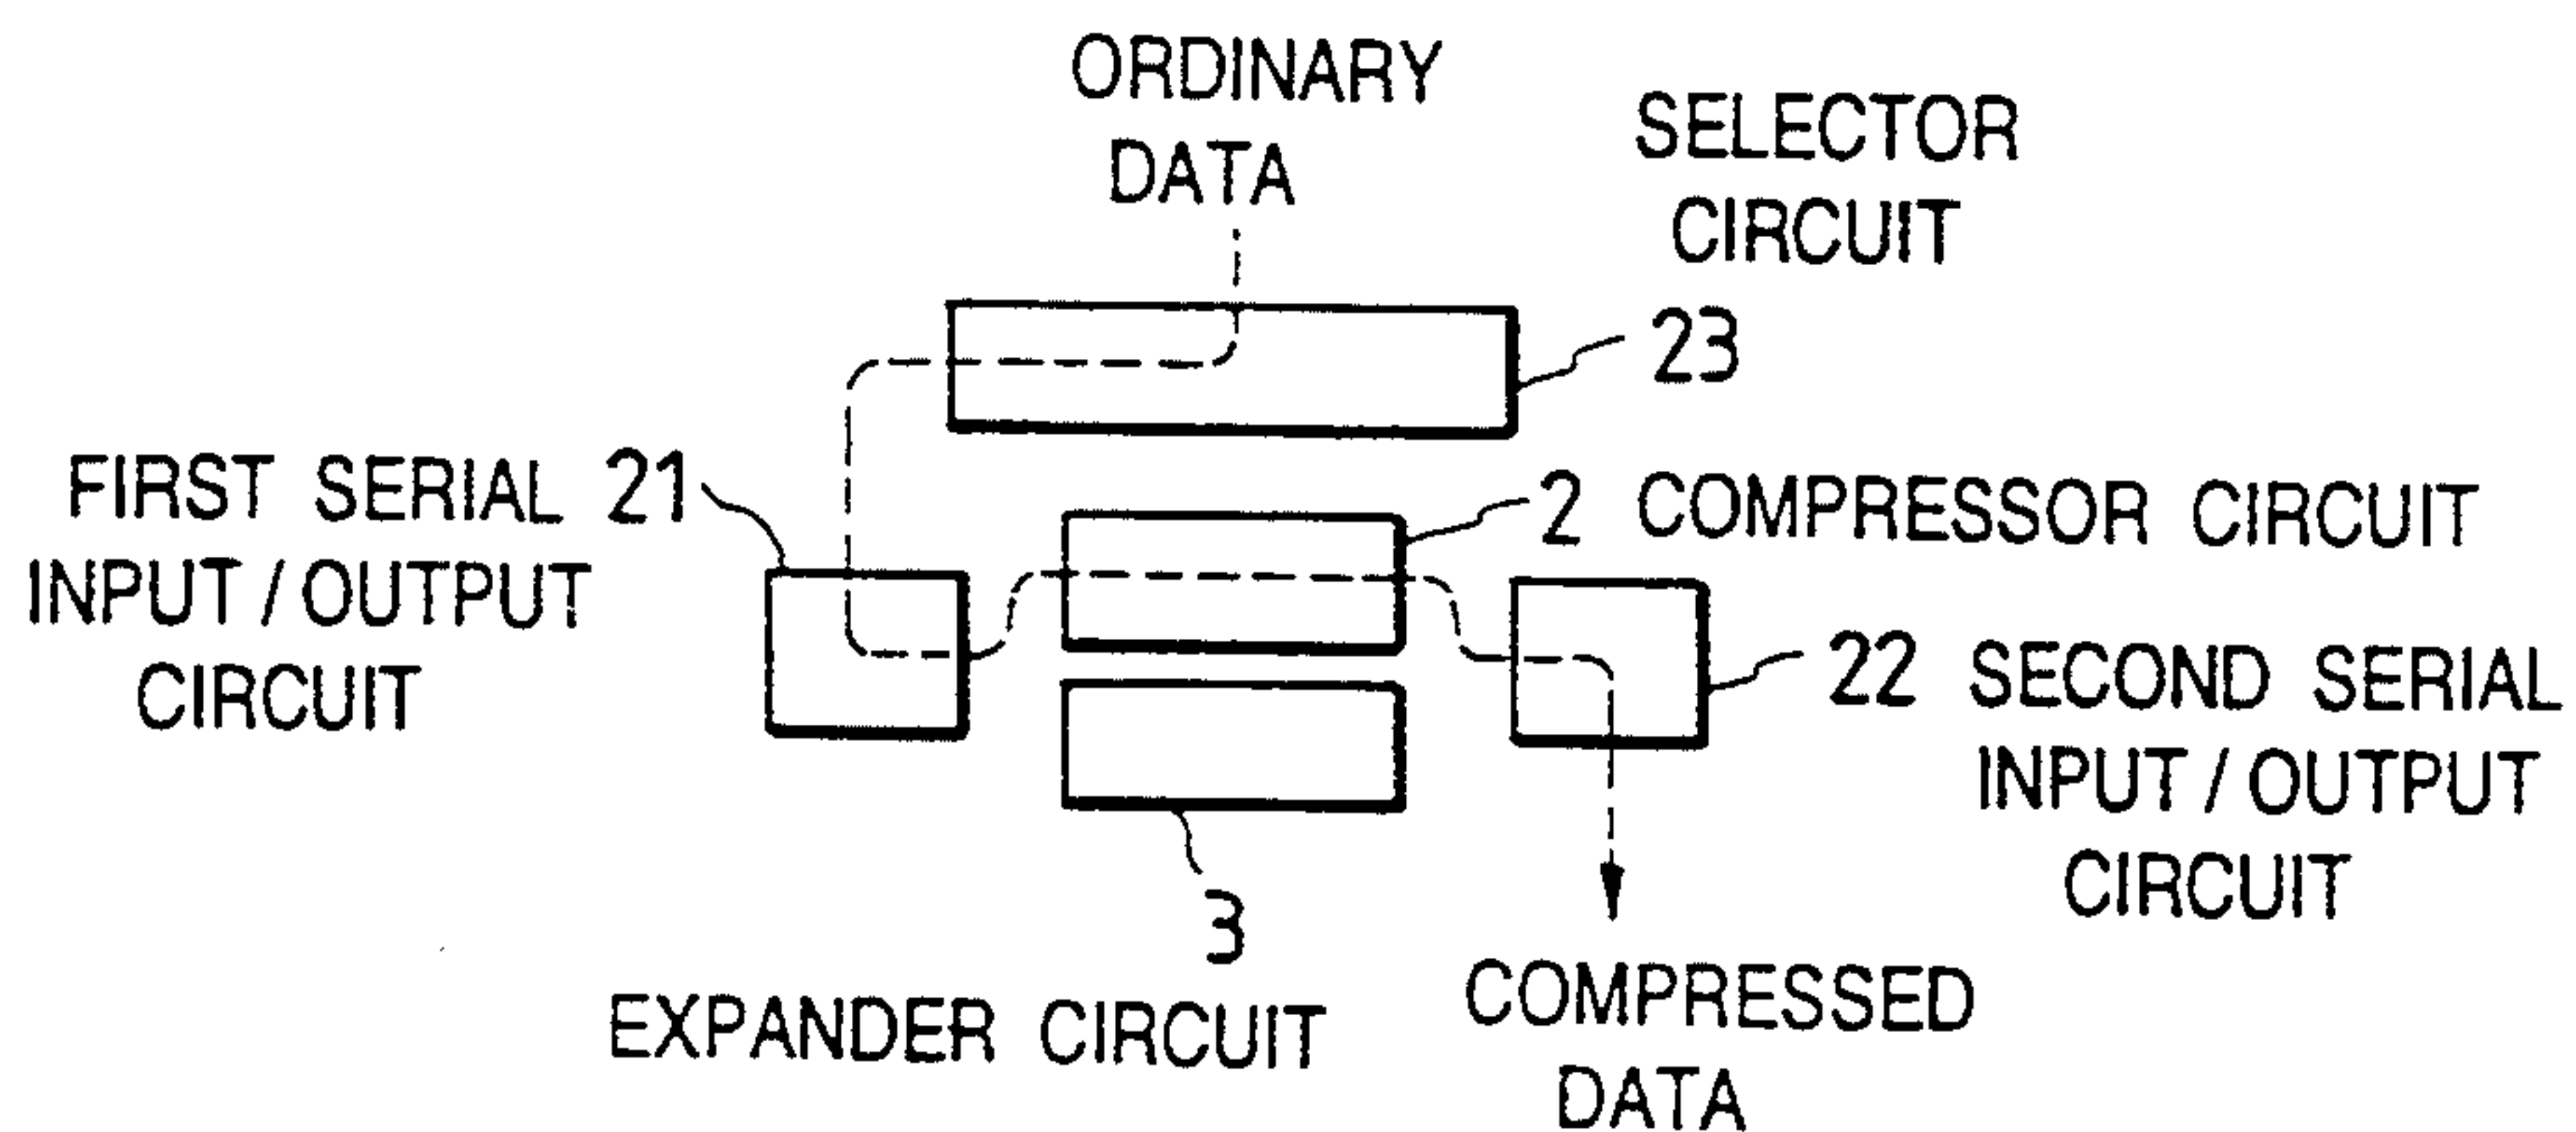 ORDINARY
DATA
SELECTOR
CIRCUIT
23
FIRST SERIAL 21
INPUT / OUTPUT
CIRCUIT
2 COMPRESSOR CIRCUIT
22 SECOND SERIAL
INPUT / OUTPUT
CIRCUIT
3
EXPANDER CIRCUIT
COMPRESSED
DATA